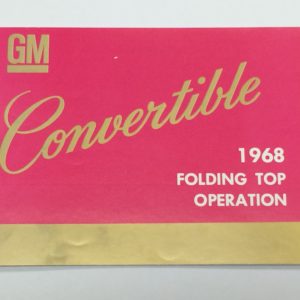 GM
Convertible
1968
FOLDING TOP
OPERATION